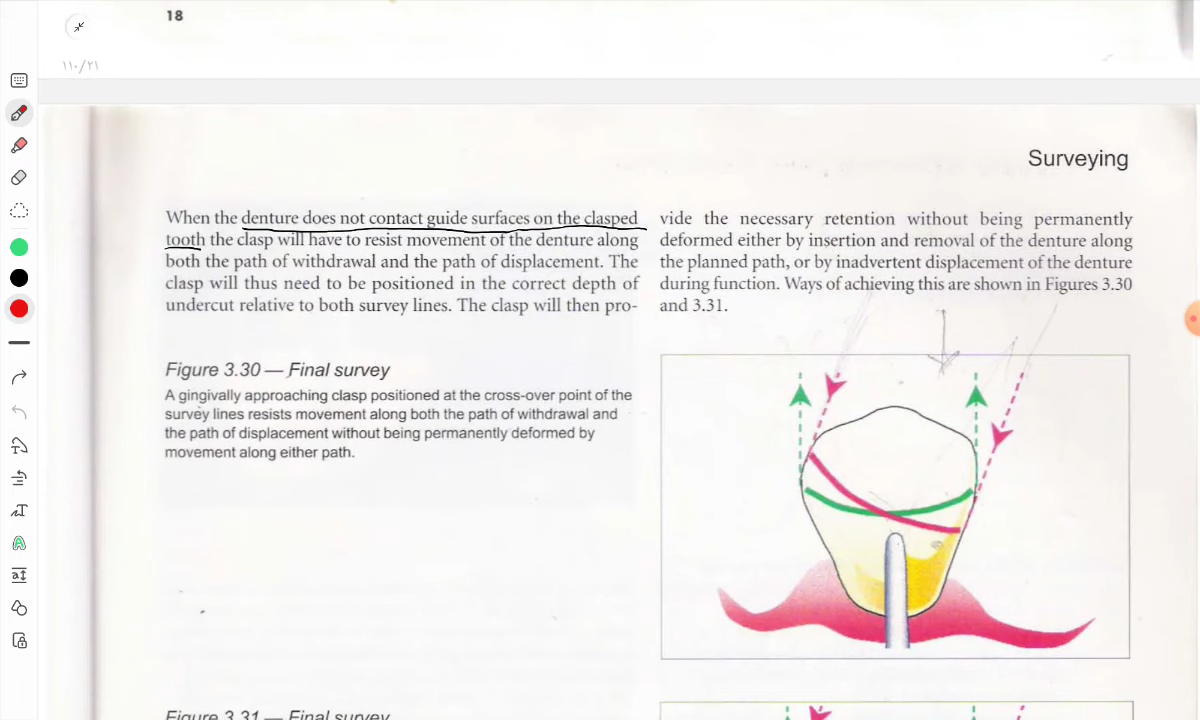 18
۱۱۰/۲۱
Surveying
When the denture does not contact guide surfaces on the clasped
tooth the clasp will have to resist movement of the denture along
both the path of withdrawal and the path of displacement. The
clasp will thus need to be positioned in the correct depth of
undercut relative to both survey lines. The clasp will then pro-
vide the necessary retention without being permanently
deformed either by insertion and removal of the denture along
the planned path, or by inadvertent displacement of the denture
during function. Ways of achieving this are shown in Figures 3.30
and 3.31.
Figure 3.30 — Final survey
A gingivally approaching clasp positioned at the cross-over point of the
survey lines resists movement along both the path of withdrawal and
the path of displacement without being permanently deformed by
movement along either path.
Figure 3.31 — Final survey